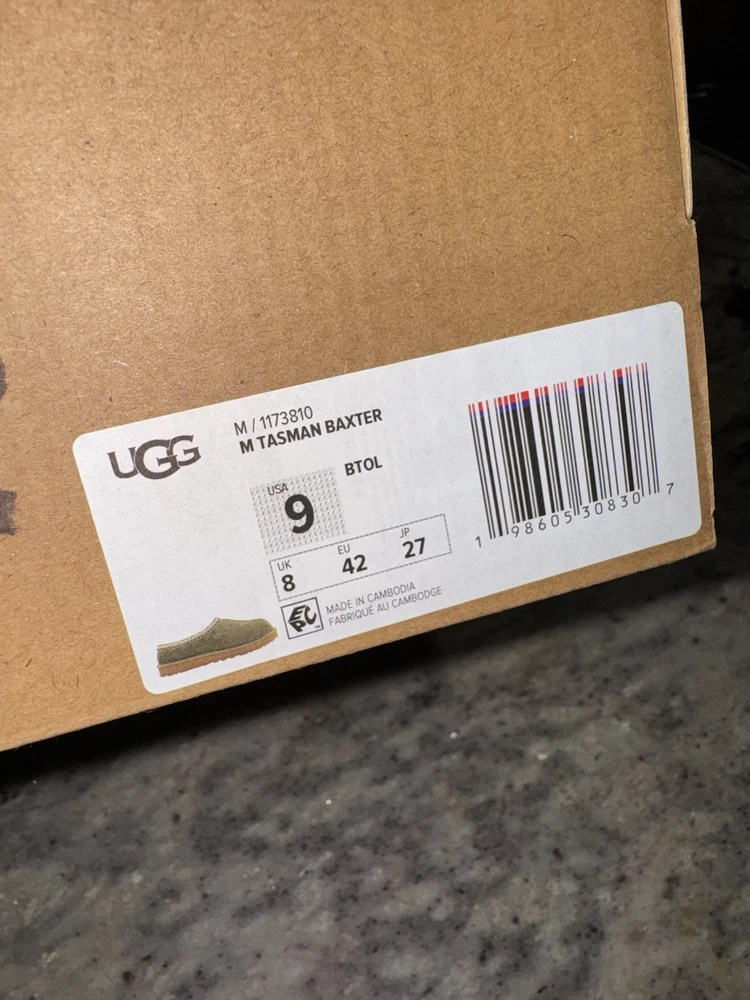 UGG
M / 1173810
M TASMAN BAXTER
BTOL
USA
9
UK EU JP
8 42 27
EPC
MADE IN CAMBODIA
FABRIQUÉ AU CAMBODGE
1 98605 30830 7